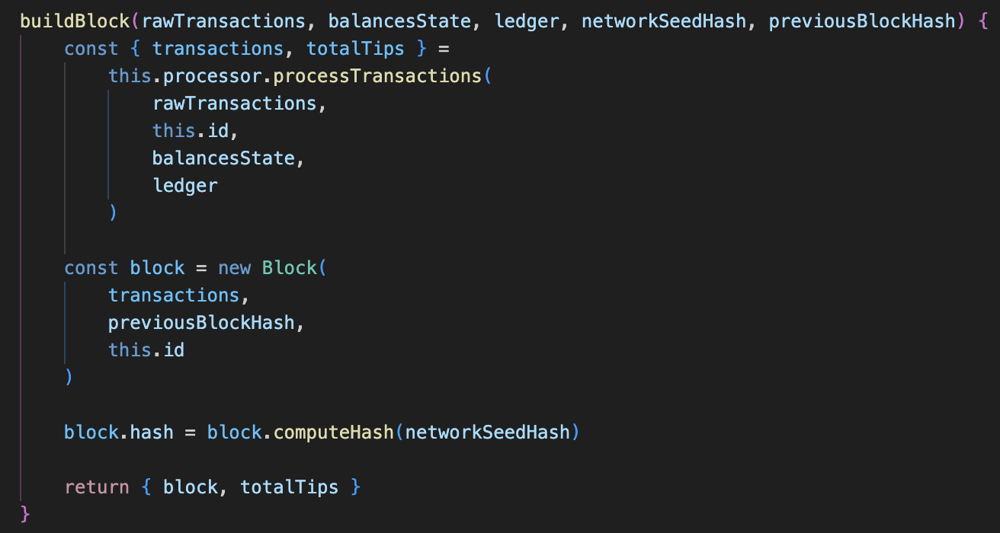 buildBlock(rawTransactions, balancesState, ledger, networkSeedHash, previousBlockHash) {
    const { transactions, totalTips } =
        this.processor.processTransactions(
            rawTransactions,
            this.id,
            balancesState,
            ledger
        )

    const block = new Block(
        transactions,
        previousBlockHash,
        this.id
    )

    block.hash = block.computeHash(networkSeedHash)

    return { block, totalTips }
}